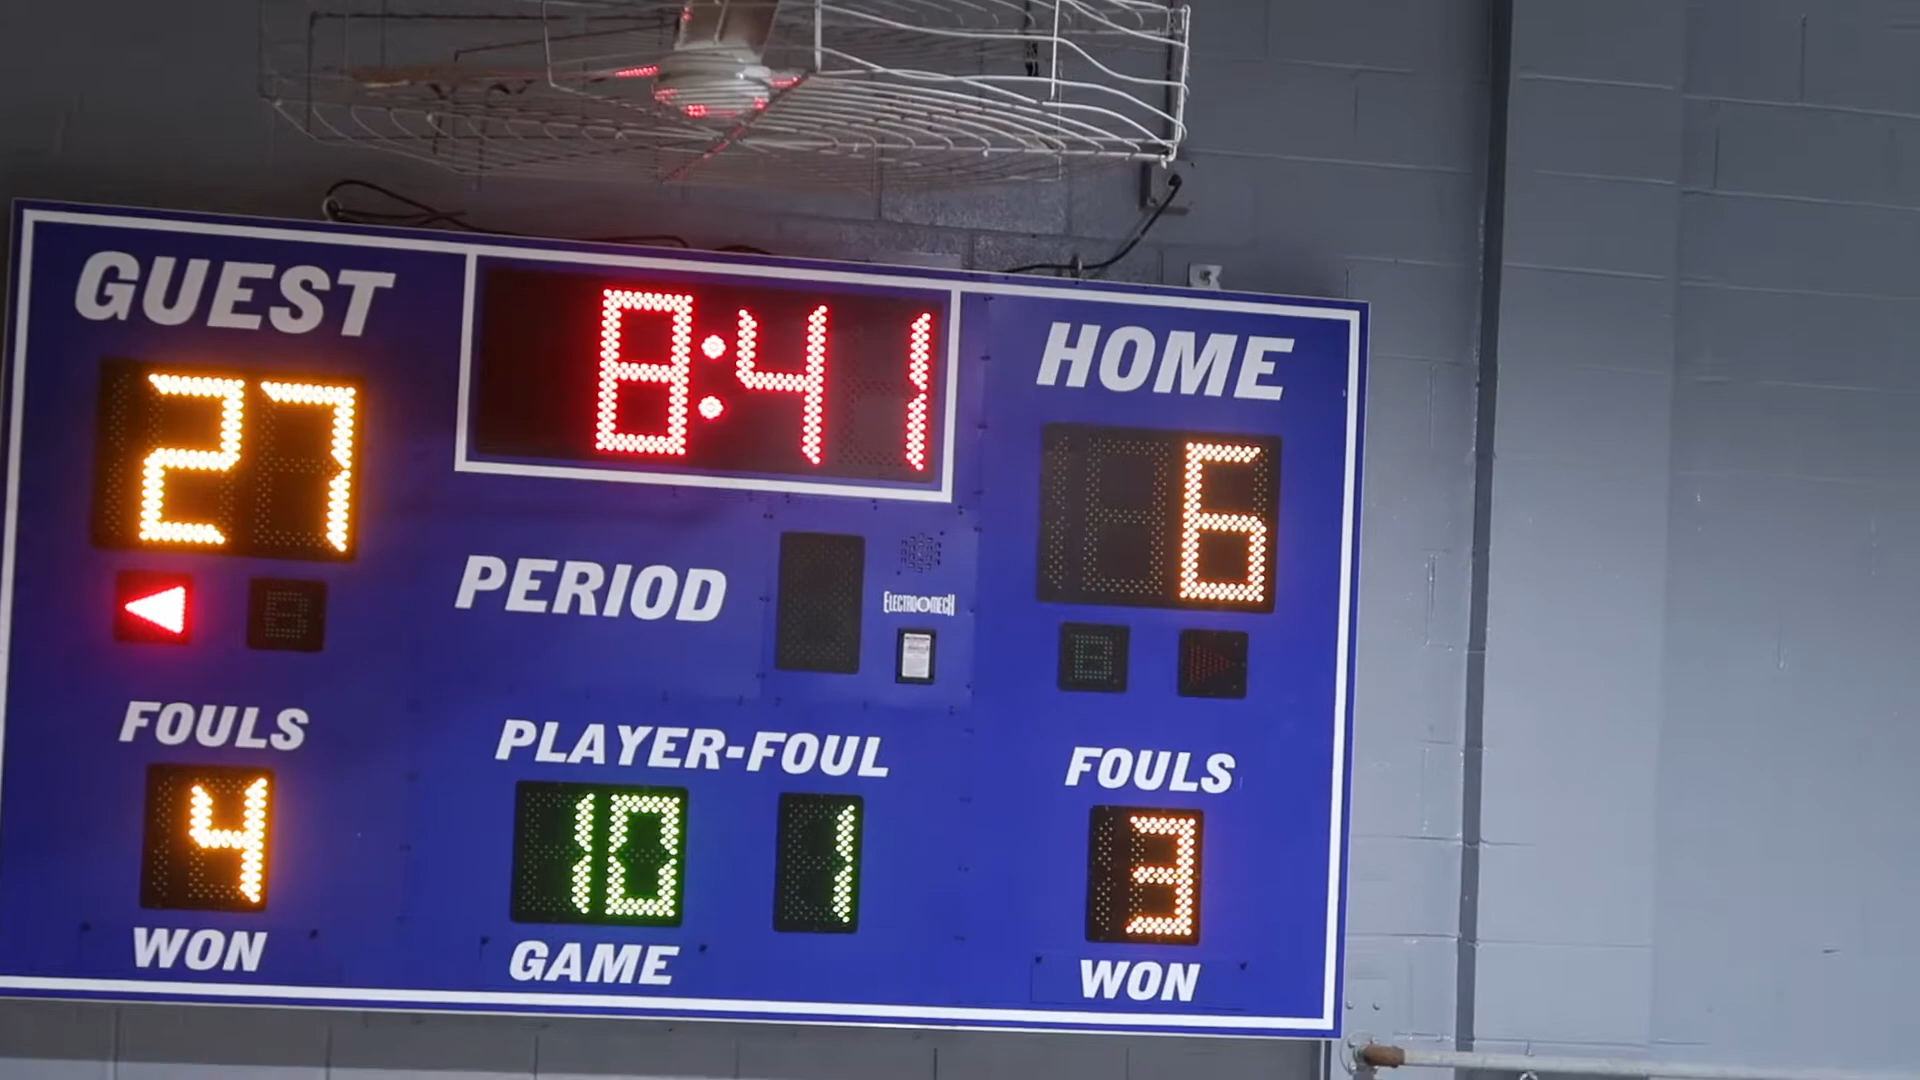 GUEST
8:41
HOME
27
6
PERIOD
ELECTRO-MECH
FOULS
PLAYER-FOUL
FOULS
4
10
1
3
WON
GAME
WON